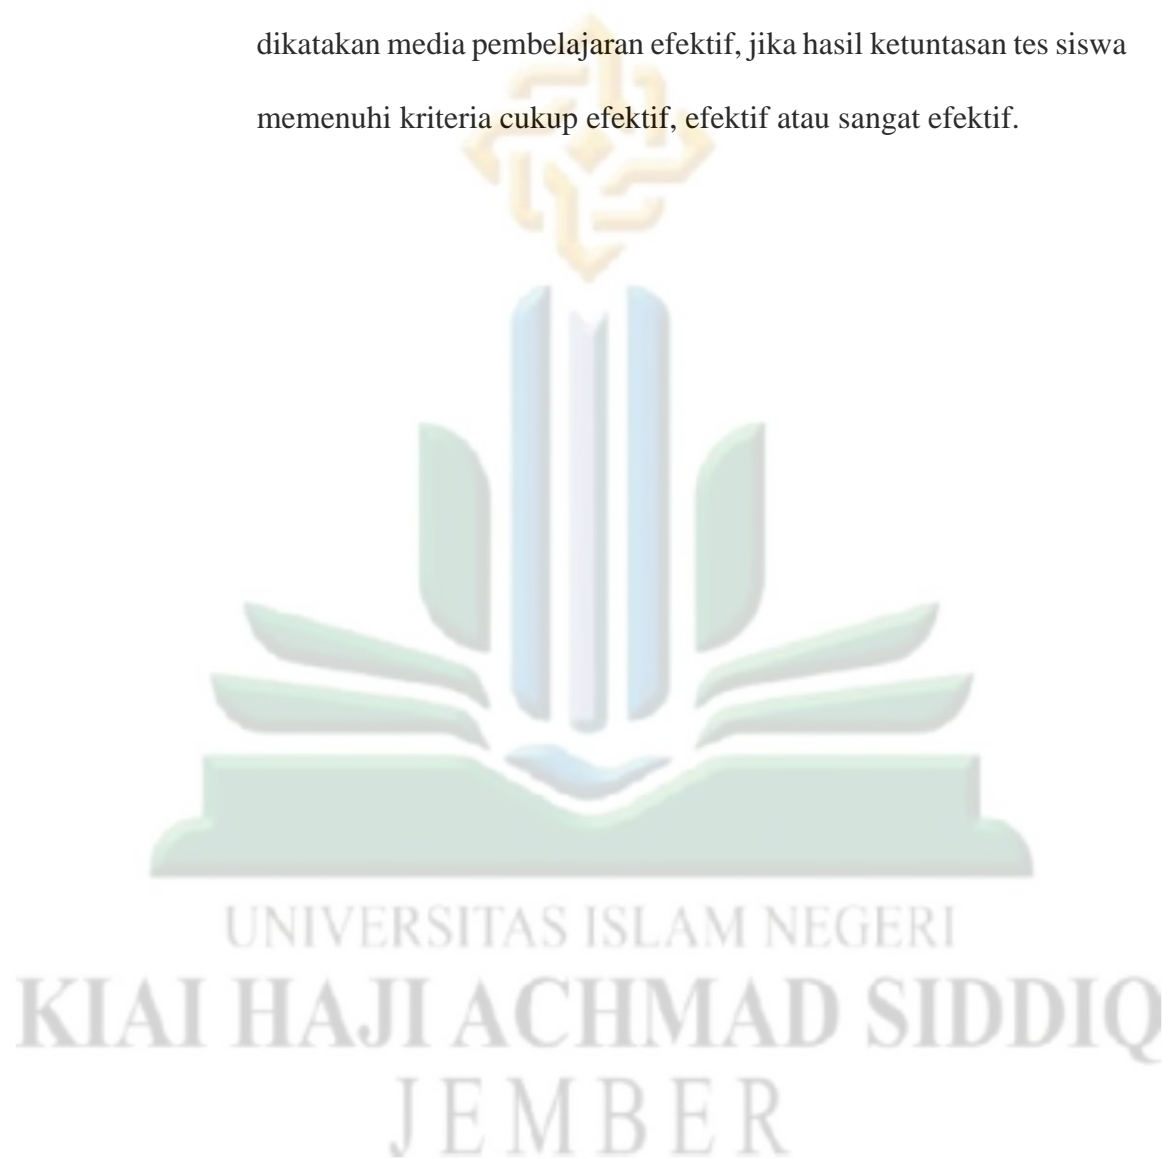 dikatakan media pembelajaran efektif, jika hasil ketuntasan tes siswa
memenuhi kriteria cukup efektif, efektif atau sangat efektif.
UNIVERSITAS ISLAM NEGERI
KIAI HAJI ACHMAD SIDDIQ
JEMBER